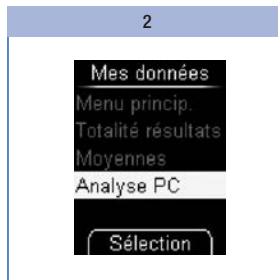 2
Mes données
Menu princip.
Totalité résultats
Moyennes
Analyse PC
Sélection